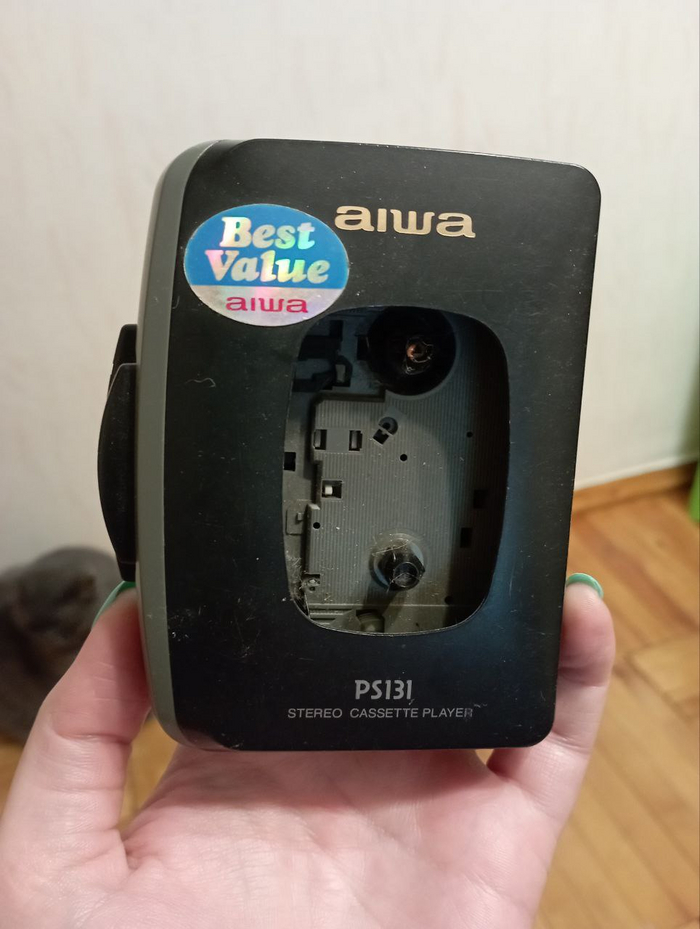 aiwa
Best
Value
aiwa
PS131
STEREO CASSETTE PLAYER